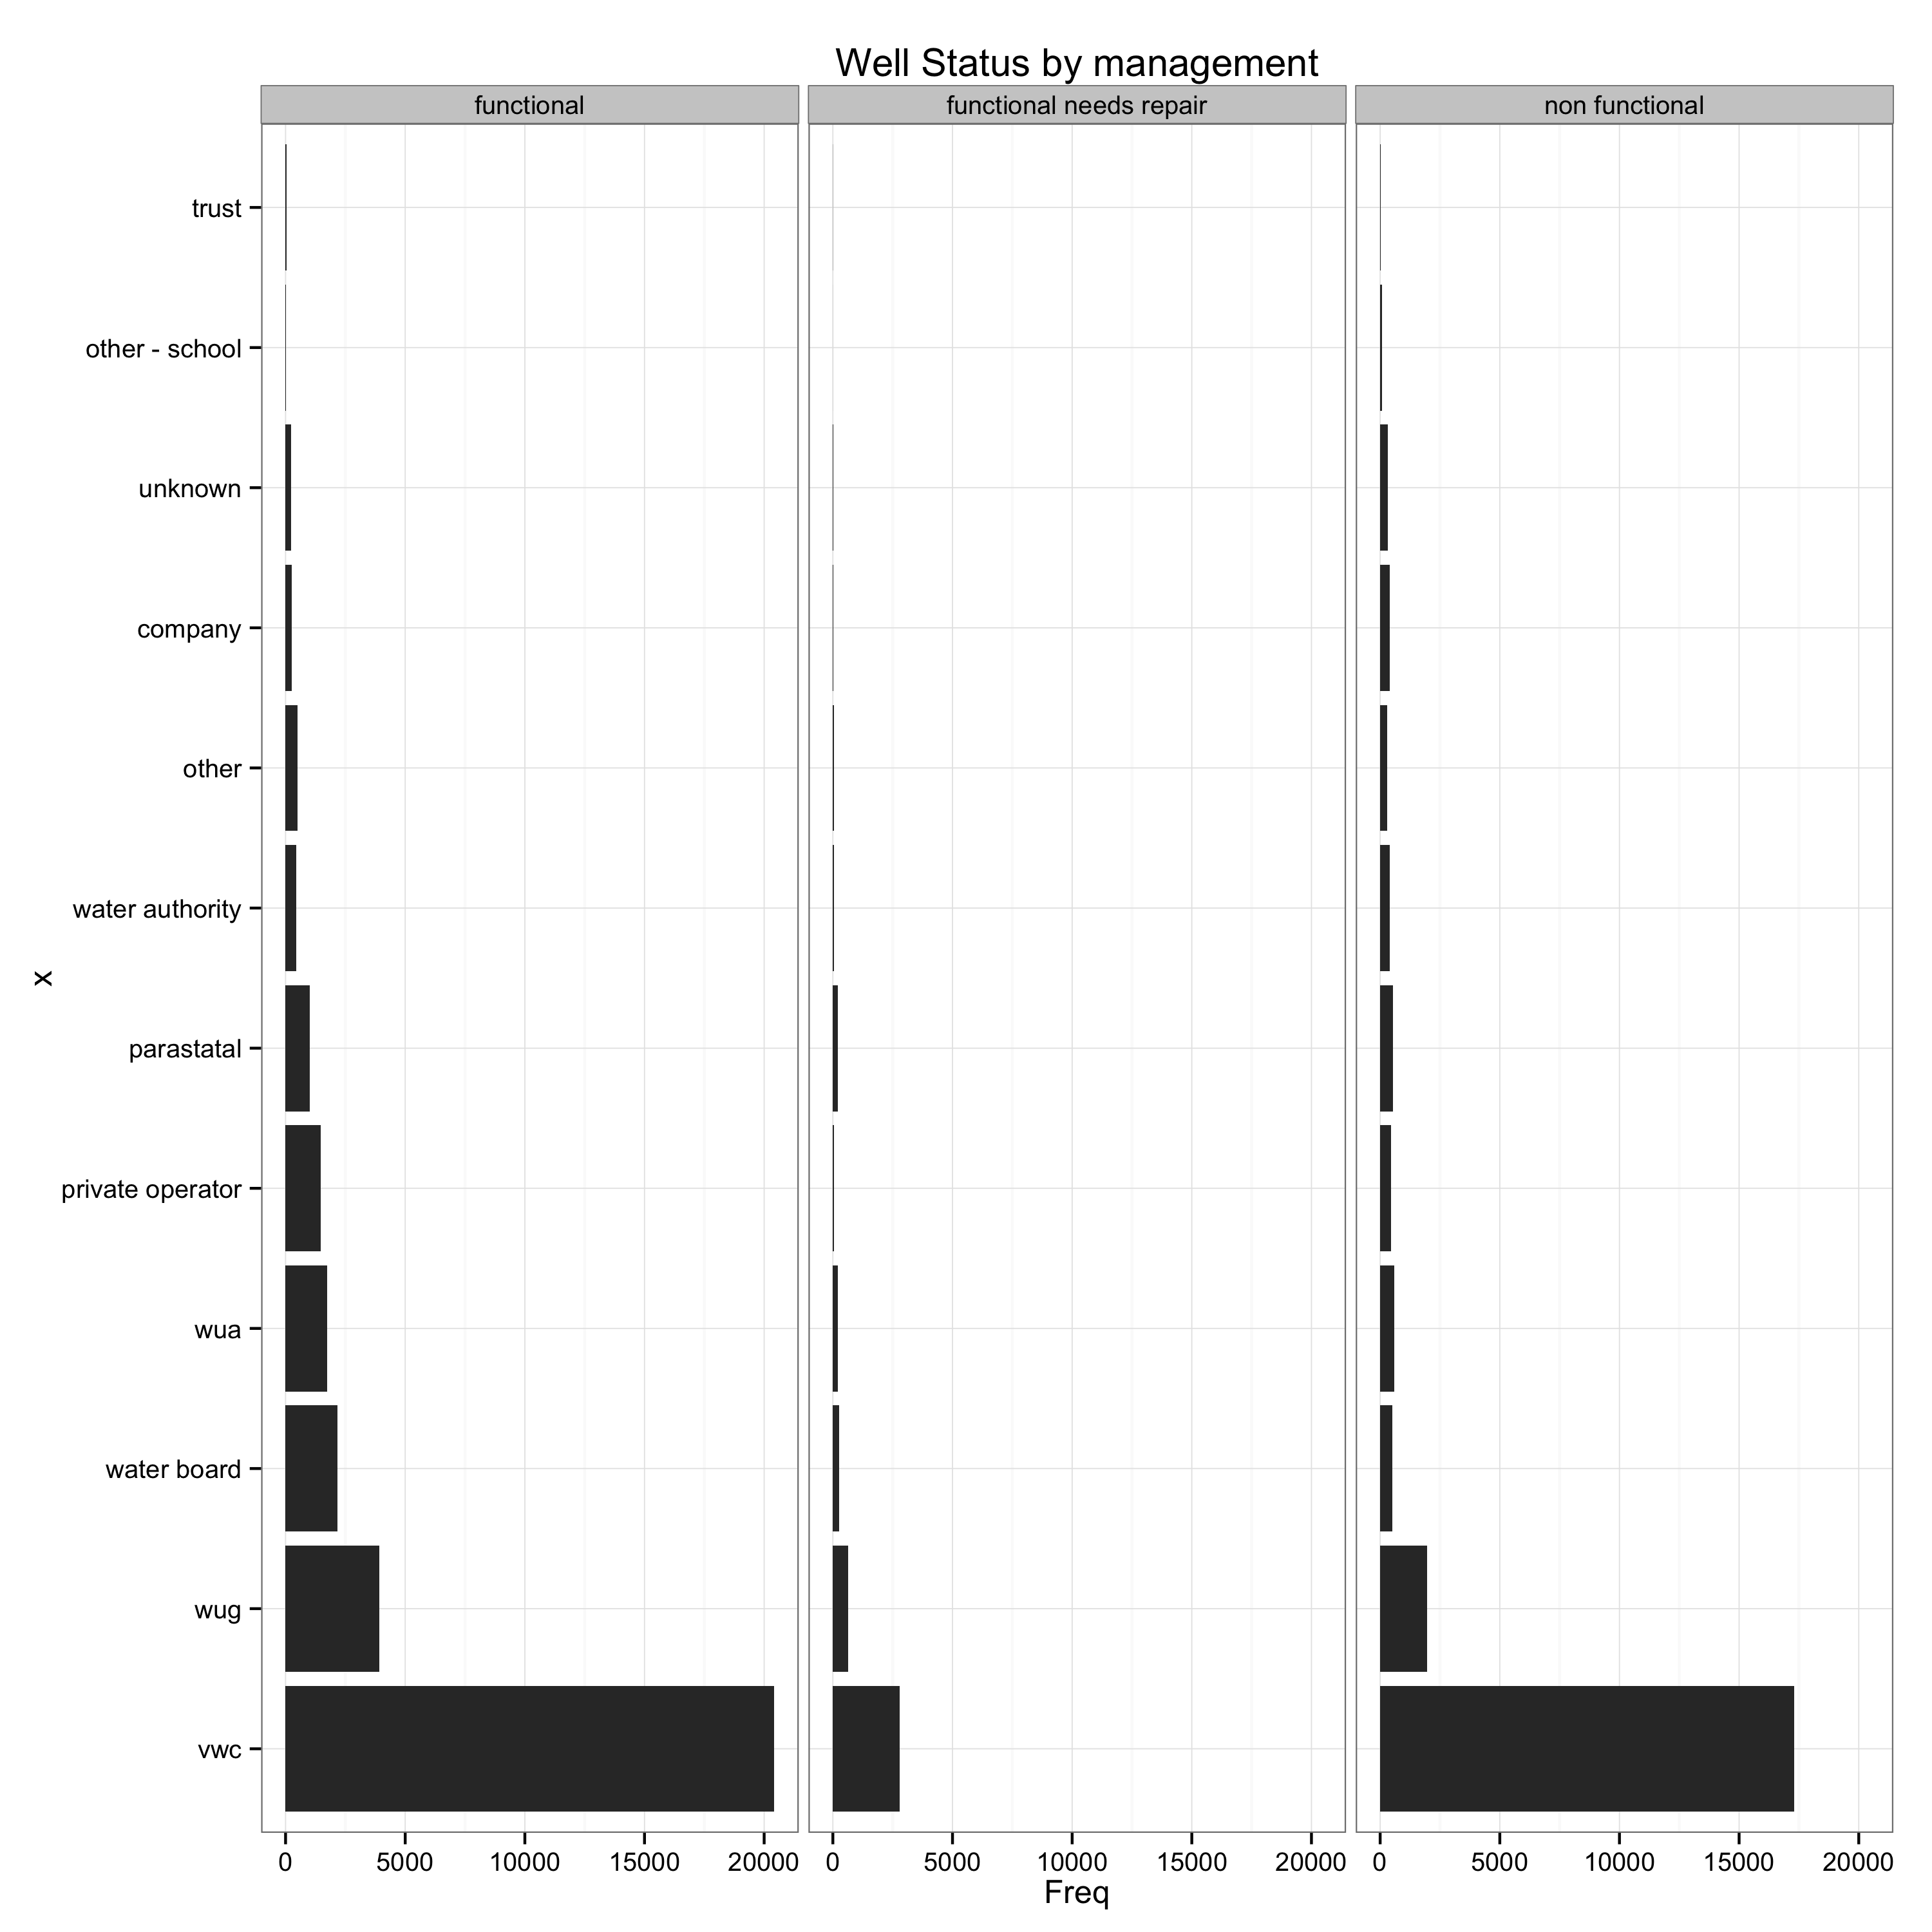 Well Status by management
functional functional needs repair non functional
trust
other - school
unknown
company
other
water authority
x
parastatal
private operator
wua
water board
wug
vwc
0 5000 10000 15000 20000 0 5000 10000 15000 20000 0 5000 10000 15000 20000
Freq